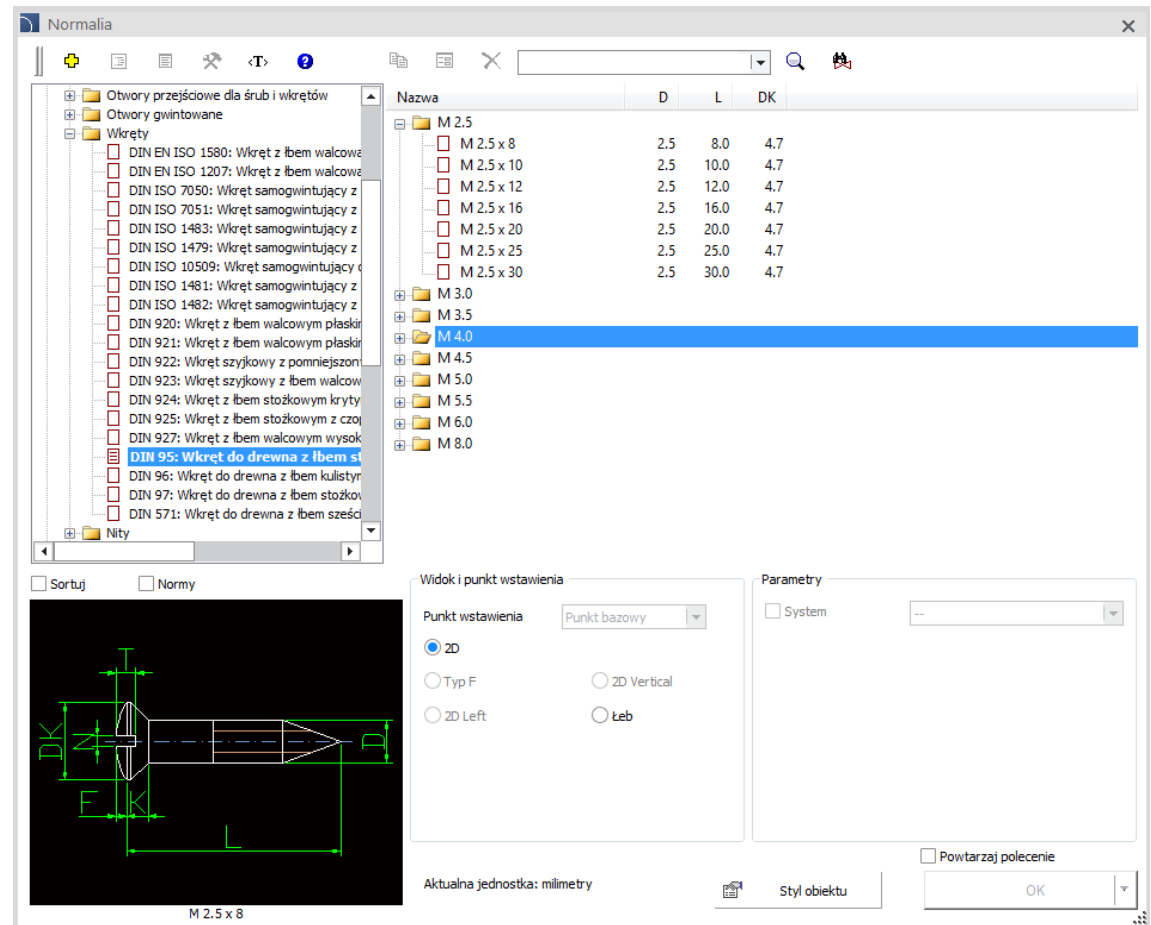 Normalia
<T>
Otwory przejściowe dla śrub i wkrętów
Otwory gwintowane
Wkręty
DIN EN ISO 1580: Wkręt z łbem walcowa
DIN EN ISO 1207: Wkręt z łbem walcowa
DIN ISO 7050: Wkręt samogwintujący z
DIN ISO 7051: Wkręt samogwintujący z
DIN ISO 1483: Wkręt samogwintujący z
DIN ISO 1479: Wkręt samogwintujący z
DIN ISO 10509: Wkręt samogwintujący
DIN ISO 1481: Wkręt samogwintujący z
DIN ISO 1482: Wkręt samogwintujący z
DIN 920: Wkręt z łbem walcowym płaskin
DIN 921: Wkręt z łbem walcowym płaskin
DIN 922: Wkręt szyjkowy z pomniejszon
DIN 923: Wkręt szyjkowy z łbem walcow
DIN 924: Wkręt z łbem stożkowym kryty
DIN 925: Wkręt z łbem stożkowym z czop
DIN 927: Wkręt z łbem walcowym wysok
DIN 95: Wkręt do drewna z łbem st
DIN 96: Wkręt do drewna z łbem kulistyn
DIN 97: Wkręt do drewna z łbem stożkow
DIN 571: Wkręt do drewna z łbem sześci
Nity
Nazwa D L DK
M 2.5
M 2.5 x 8 2.5 8.0 4.7
M 2.5 x 10 2.5 10.0 4.7
M 2.5 x 12 2.5 12.0 4.7
M 2.5 x 16 2.5 16.0 4.7
M 2.5 x 20 2.5 20.0 4.7
M 2.5 x 25 2.5 25.0 4.7
M 2.5 x 30 2.5 30.0 4.7
M 3.0
M 3.5
M 4.0
M 4.5
M 5.0
M 5.5
M 6.0
M 8.0
Sortuj Normy
T
DK
N
D
F
K
L
M 2.5 x 8
Widok i punkt wstawienia
Punkt wstawienia Punkt bazowy
2D
Typ F 2D Vertical
2D Left Łeb
Parametry
System --
Powtarzaj polecenie
Aktualna jednostka: milimetry
Styl obiektu
OK